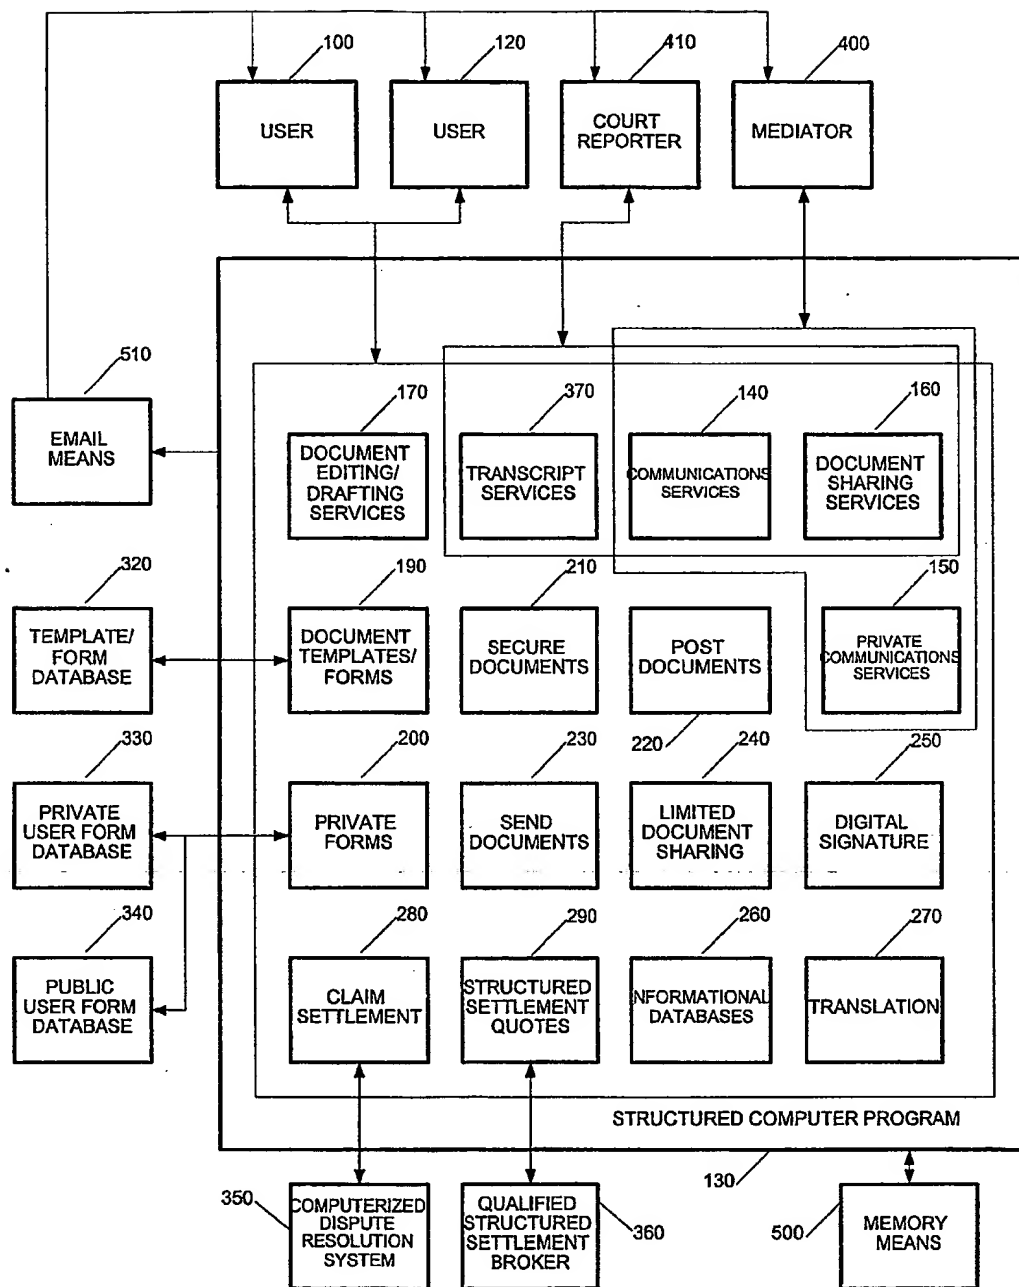 100
120
410
400
USER
USER
COURT
REPORTER
MEDIATOR
510
EMAIL
MEANS
170
370
140
160
DOCUMENT
EDITING/
DRAFTING
SERVICES
TRANSCRIPT
SERVICES
COMMUNICATIONS
SERVICES
DOCUMENT
SHARING
SERVICES
320
190
210
150
TEMPLATE/
FORM
DATABASE
DOCUMENT
TEMPLATES/
FORMS
SECURE
DOCUMENTS
POST
DOCUMENTS
PRIVATE
COMMUNICATIONS
SERVICES
220
330
200
230
240
250
PRIVATE
USER FORM
DATABASE
PRIVATE
FORMS
SEND
DOCUMENTS
LIMITED
DOCUMENT
SHARING
DIGITAL
SIGNATURE
340
280
290
260
270
PUBLIC
USER FORM
DATABASE
CLAIM
SETTLEMENT
STRUCTURED
SETTLEMENT
QUOTES
NFORMATIONAL
DATABASES
TRANSLATION
STRUCTURED COMPUTER PROGRAM
130
350
COMPUTERIZED
DISPUTE
RESOLUTION
SYSTEM
QUALIFIED
STRUCTURED
SETTLEMENT
BROKER
360
500
MEMORY
MEANS